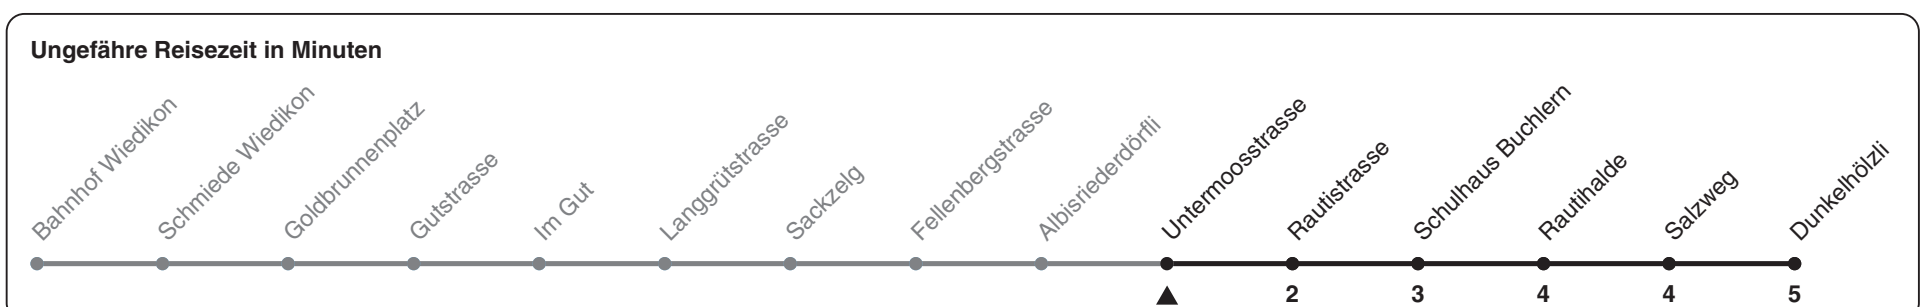 Ungefähre Reisezeit in Minuten
Bahnhof Wiedikon
Schmiede Wiedikon
Goldbrunnenplatz
Gutstrasse
Im Gut
Langgrütstrasse
Sackzelg
Fellenbergstrasse
Albisriederdörfli
Untermoosstrasse
Rautistrasse
Schulhaus Buchlern
Rautihalde
Salzweg
Dunkelhölzli
2 3 4 4 5